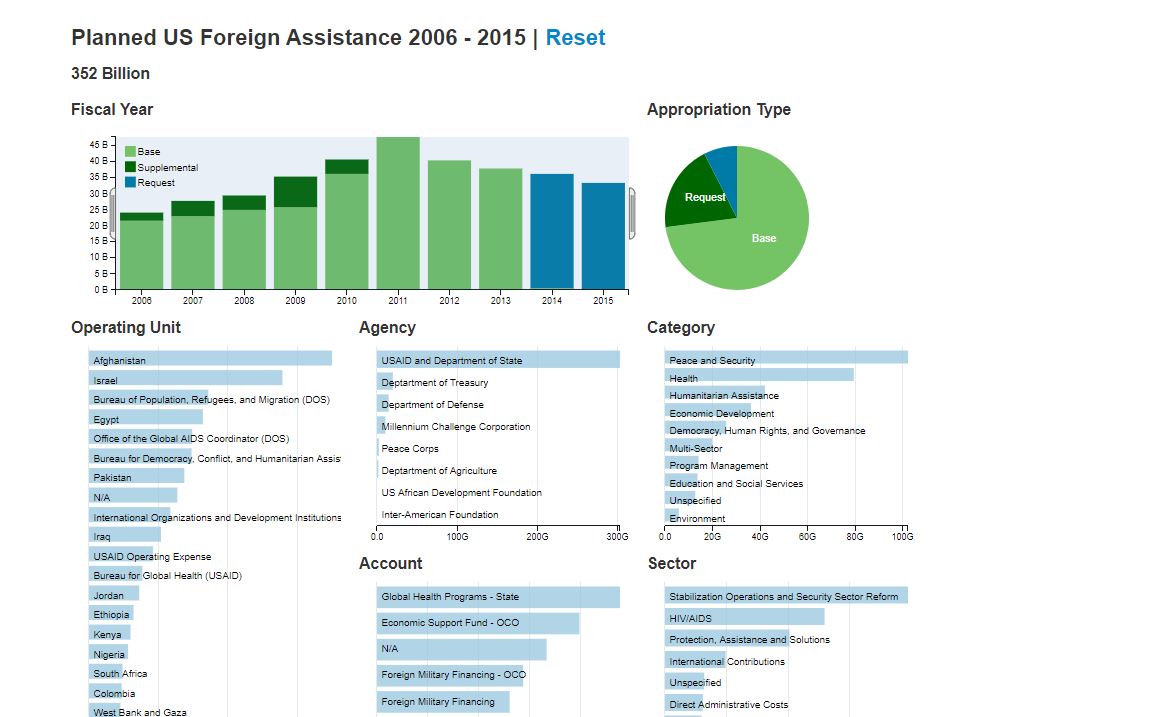 Planned US Foreign Assistance 2006 - 2015 | Reset
352 Billion
Fiscal Year
45 B
40 B
35 B
30 B
25 B
20 B
15 B
10 B
5 B
0 B
Base
Supplemental
Request
2006 2007 2008 2009 2010 2011 2012 2013 2014 2015
Appropriation Type
Request
Base
Operating Unit
Afghanistan
Israel
Bureau of Population, Refugees, and Migration (DOS)
Egypt
Office of the Global AIDS Coordinator (DOS)
Bureau for Democracy, Conflict, and Humanitarian Assis
Pakistan
N/A
International Organizations and Development Institutions
Iraq
USAID Operating Expense
Bureau for Global Health (USAID)
Jordan
Ethiopia
Kenya
Nigeria
South Africa
Colombia
West Bank and Gaza
Agency
USAID and Department of State
Deptartment of Treasury
Department of Defense
Millennium Challenge Corporation
Peace Corps
Deptartment of Agriculture
US African Development Foundation
Inter-American Foundation
0.0 100G 200G 300G
Category
Peace and Security
Health
Humanitarian Assistance
Economic Development
Democracy, Human Rights, and Governance
Multi-Sector
Program Management
Education and Social Services
Unspecified
Environment
0.0 20G 40G 60G 80G 100G
Account
Global Health Programs - State
Economic Support Fund - OCO
N/A
Foreign Military Financing - OCO
Foreign Military Financing
Sector
Stabilization Operations and Security Sector Reform
HIV/AIDS
Protection, Assistance and Solutions
International Contributions
Unspecified
Direct Administrative Costs